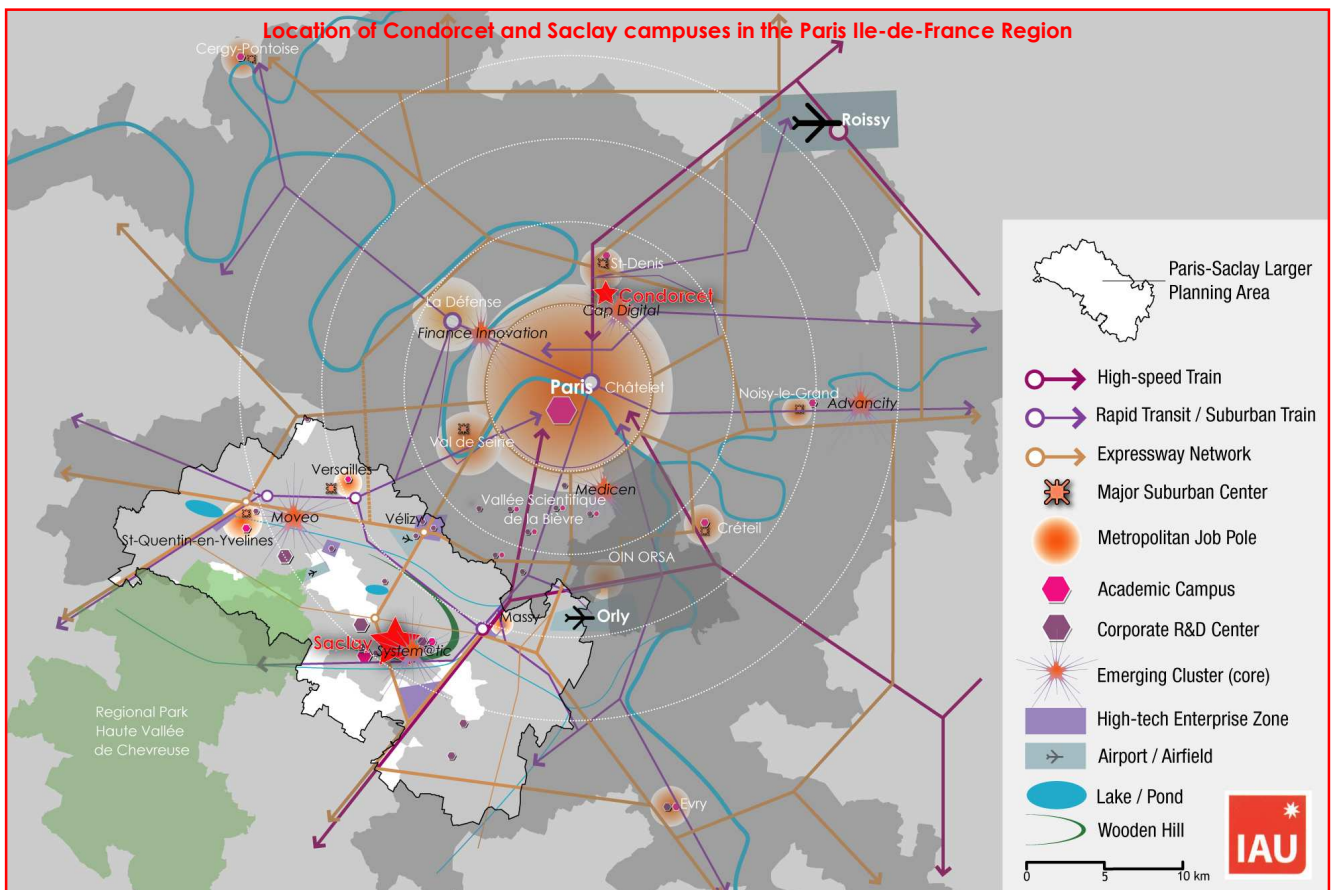 Location of Condorcet and Saclay campuses in the Paris Ile-de-France Region
Cergy-Pontoise
Roissy
St-Denis
Condorcet
Cap Digital
La Défense
Finance Innovation
Paris
Châtelet
Noisy-le-Grand
Advancity
Val de Seine
Versailles
Medicen
Vallée Scientifique
de la Bièvre
Moveo
Vélizy
Créteil
St-Quentin-en-Yvelines
OIN ORSA
Massy
Orly
Saclay
System@tic
Regional Park
Haute Vallée
de Chevreuse
Evry
Paris-Saclay Larger
Planning Area
High-speed Train
Rapid Transit / Suburban Train
Expressway Network
Major Suburban Center
Metropolitan Job Pole
Academic Campus
Corporate R&D Center
Emerging Cluster (core)
High-tech Enterprise Zone
Airport / Airfield
Lake / Pond
Wooden Hill
0 5 10 km
IAU